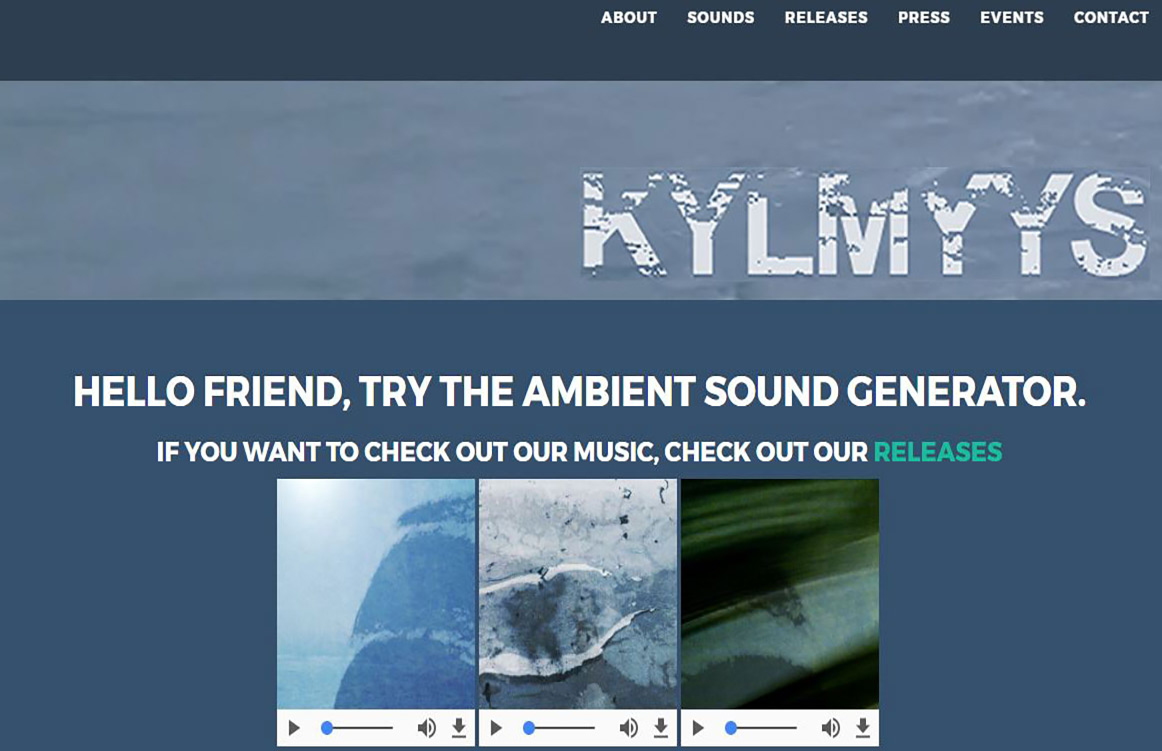 ABOUT SOUNDS RELEASES PRESS EVENTS CONTACT
KYLMYYS
HELLO FRIEND, TRY THE AMBIENT SOUND GENERATOR.
IF YOU WANT TO CHECK OUT OUR MUSIC, CHECK OUT OUR RELEASES